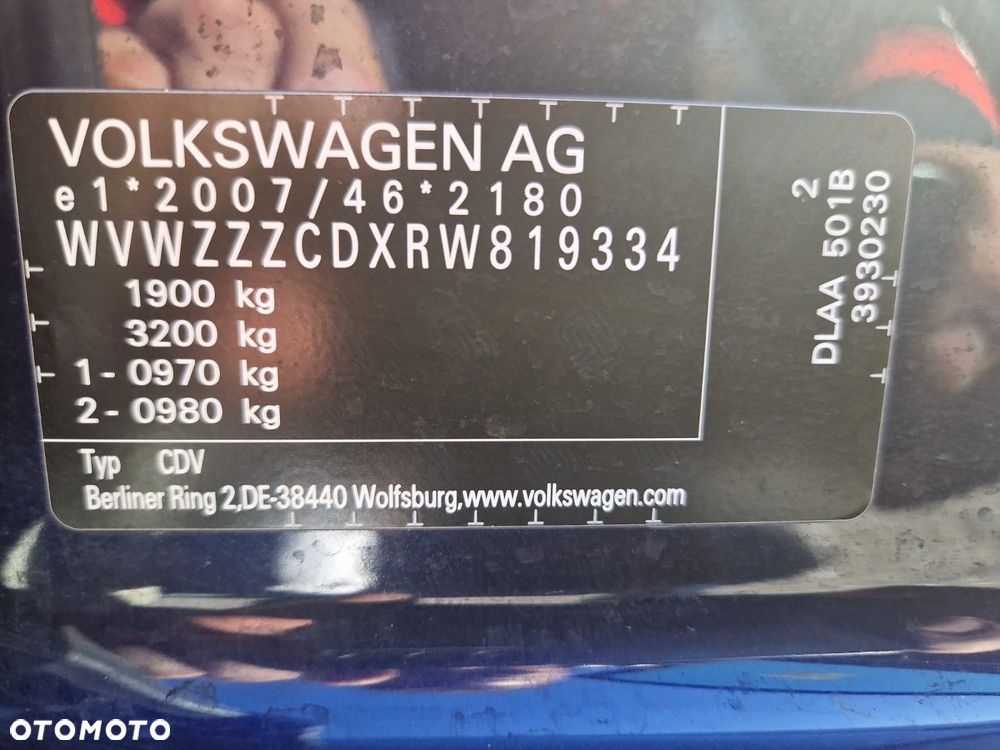 VOLKSWAGEN AG
e1*2007/46*2180
WVWZZZCDXRW819334
1900 kg
3200 kg
1- 0970 kg
2- 0980 kg
Typ CDV
Berliner Ring 2,DE-38440 Wolfsburg,www.volkswagen.com
2
DLAA 501B
3930230
OTOMOTO